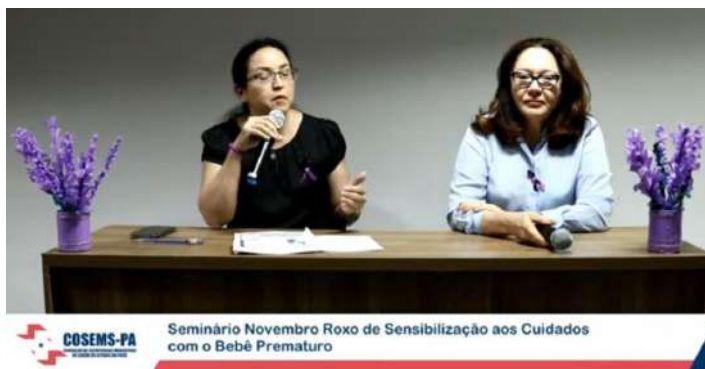 COSEMS-PA
Seminário Novembro Roxo de Sensibilização aos Cuidados
com o Bebê Prematuro